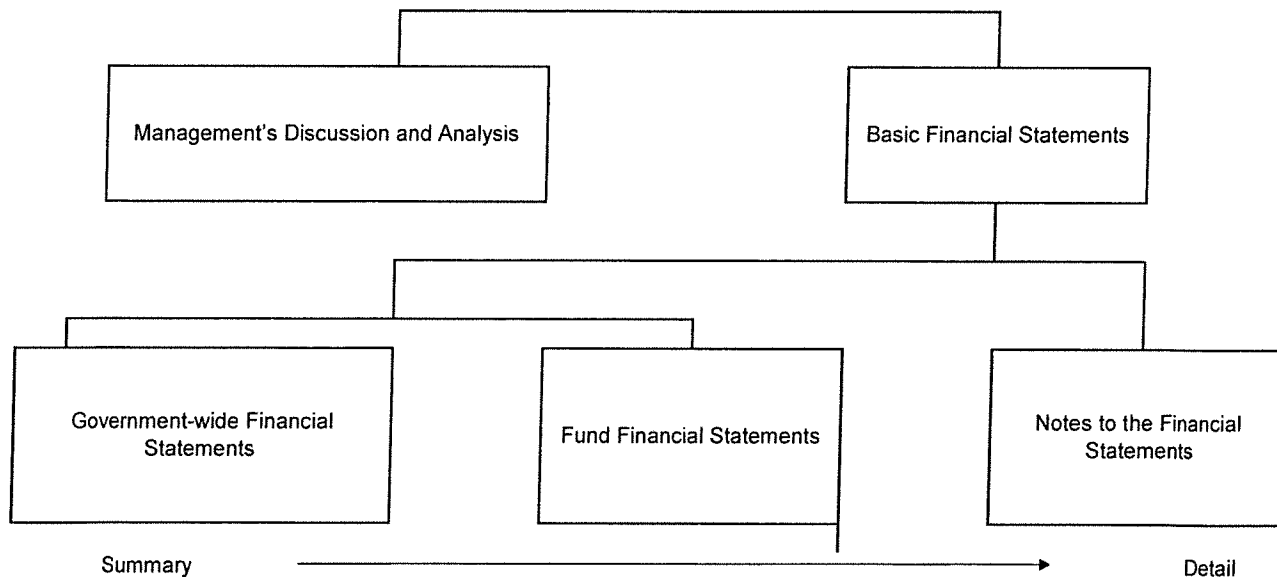 Management's Discussion and Analysis
Basic Financial Statements
Government-wide Financial
Statements
Fund Financial Statements
Notes to the Financial
Statements
Summary
Detail